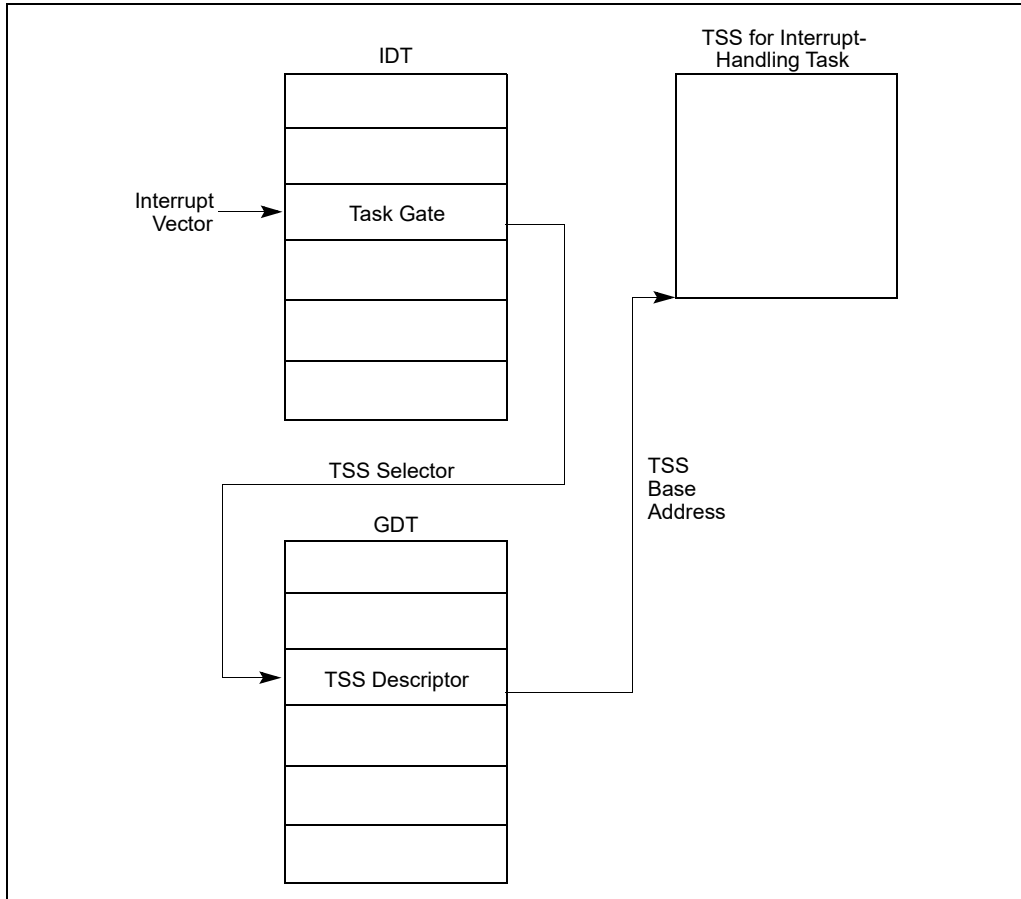 IDT
TSS for Interrupt-
Handling Task
Interrupt
Vector
Task Gate
TSS Selector
TSS
Base
Address
GDT
TSS Descriptor